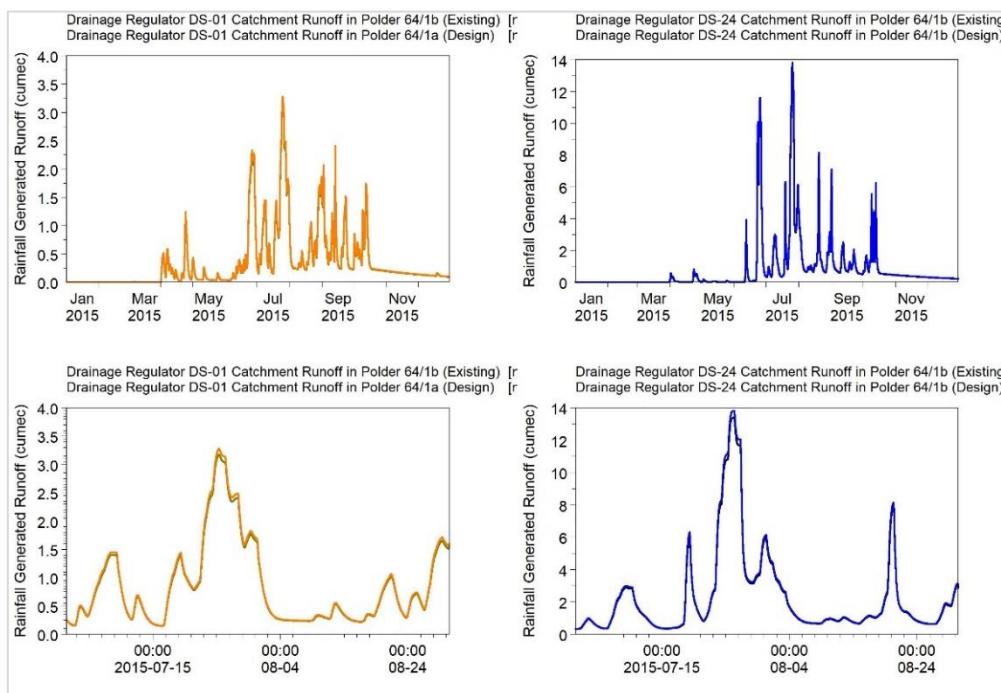 Drainage Regulator DS-01 Catchment Runoff in Polder 64/1b (Existing) [r
Drainage Regulator DS-01 Catchment Runoff in Polder 64/1a (Design) [r
Rainfall Generated Runoff (cumec)
4.0
3.5
3.0
2.5
2.0
1.5
1.0
0.5
0.0
Jan Mar May Jul Sep Nov
2015 2015 2015 2015 2015 2015
Drainage Regulator DS-24 Catchment Runoff in Polder 64/1b (Existing
Drainage Regulator DS-24 Catchment Runoff in Polder 64/1b (Design)
Rainfall Generated Runoff (cumec)
14
12
10
8
6
4
2
0
Jan Mar May Jul Sep Nov
2015 2015 2015 2015 2015 2015
Drainage Regulator DS-01 Catchment Runoff in Polder 64/1b (Existing) [r
Drainage Regulator DS-01 Catchment Runoff in Polder 64/1a (Design) [r
Rainfall Generated Runoff (cumec)
4.0
3.5
3.0
2.5
2.0
1.5
1.0
0.5
0.0
00:00 00:00 00:00
2015-07-15 08-04 08-24
Drainage Regulator DS-24 Catchment Runoff in Polder 64/1b (Existing
Drainage Regulator DS-24 Catchment Runoff in Polder 64/1b (Design)
Rainfall Generated Runoff (cumec)
14
12
10
8
6
4
2
0
00:00 00:00 00:00
2015-07-15 08-04 08-24